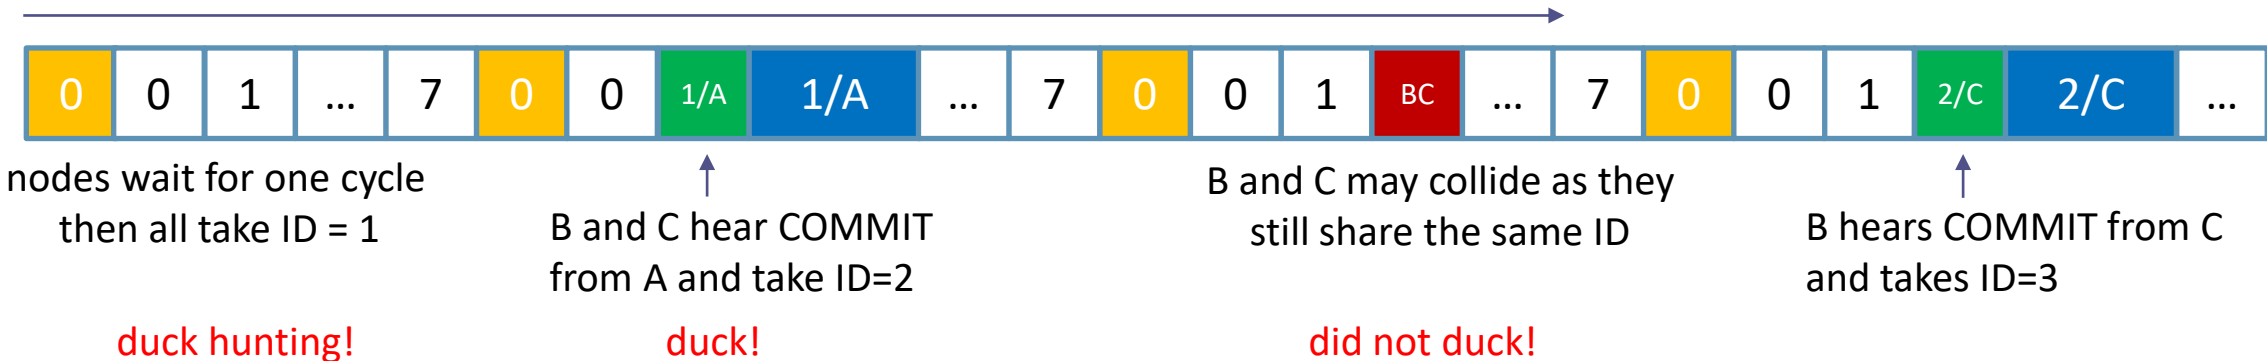 0 0 1 ... 7 0 0 1/A 1/A ... 7 0 0 1 BC ... 7 0 0 1 2/C 2/C ...
nodes wait for one cycle
then all take ID = 1
duck hunting!
B and C hear COMMIT
from A and take ID=2
duck!
B and C may collide as they
still share the same ID
did not duck!
B hears COMMIT from C
and takes ID=3